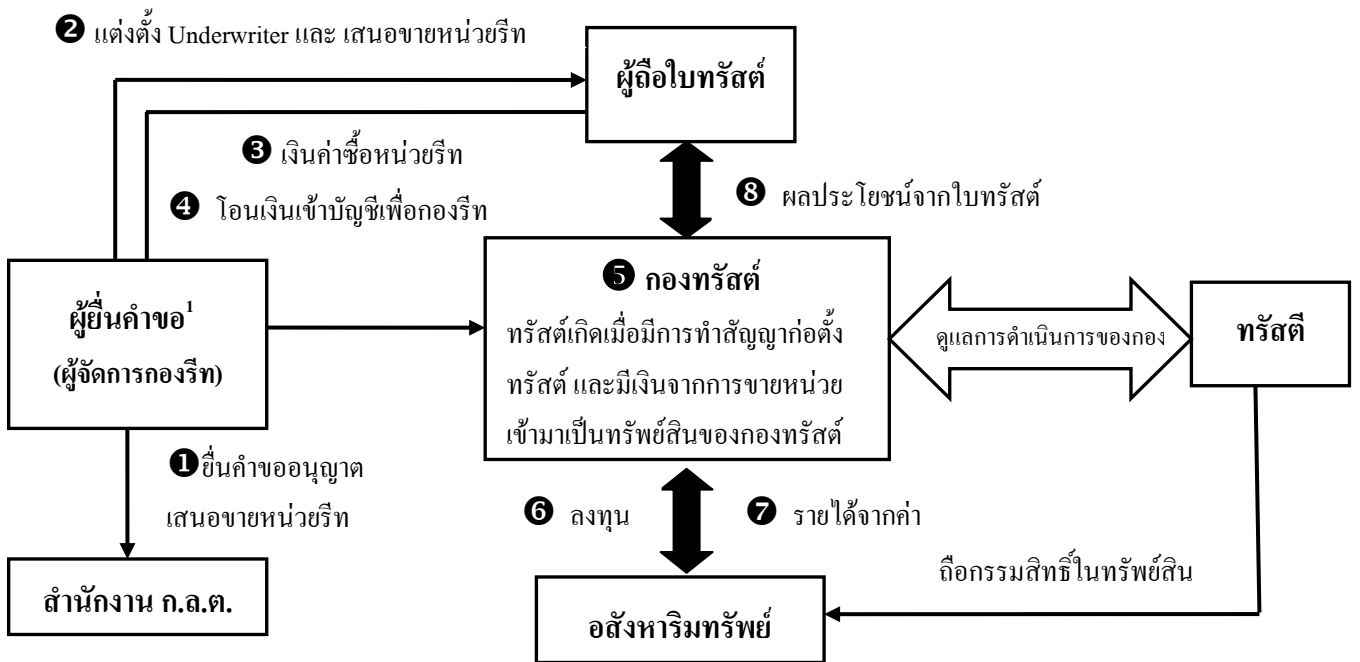 ❷ แต่งตั้ง Underwriter และ เสนอขายหน่วยรีท
ผู้ถือใบทรัสต์
❸ เงินค่าซื้อหน่วยรีท
❹ โอนเงินเข้าบัญชีเพื่อกองรีท
❽ ผลประโยชน์จากใบทรัสต์
ผู้ยื่นคำขอ¹
(ผู้จัดการกองรีท)
❺ กองทรัสต์
ทรัสต์เกิดเมื่อมีการทำสัญญาก่อตั้ง
ทรัสต์ และมีเงินจากการขายหน่วย
เข้ามาเป็นทรัพย์สินของกองทรัสต์
ดูแลการดำเนินการของกอง
ทรัสตี
❶ยื่นคำขออนุญาต
เสนอขายหน่วยรีท
❻ ลงทุน
❼ รายได้จากค่า
ถือกรรมสิทธิ์ในทรัพย์สิน
สำนักงาน ก.ล.ต.
อสังหาริมทรัพย์